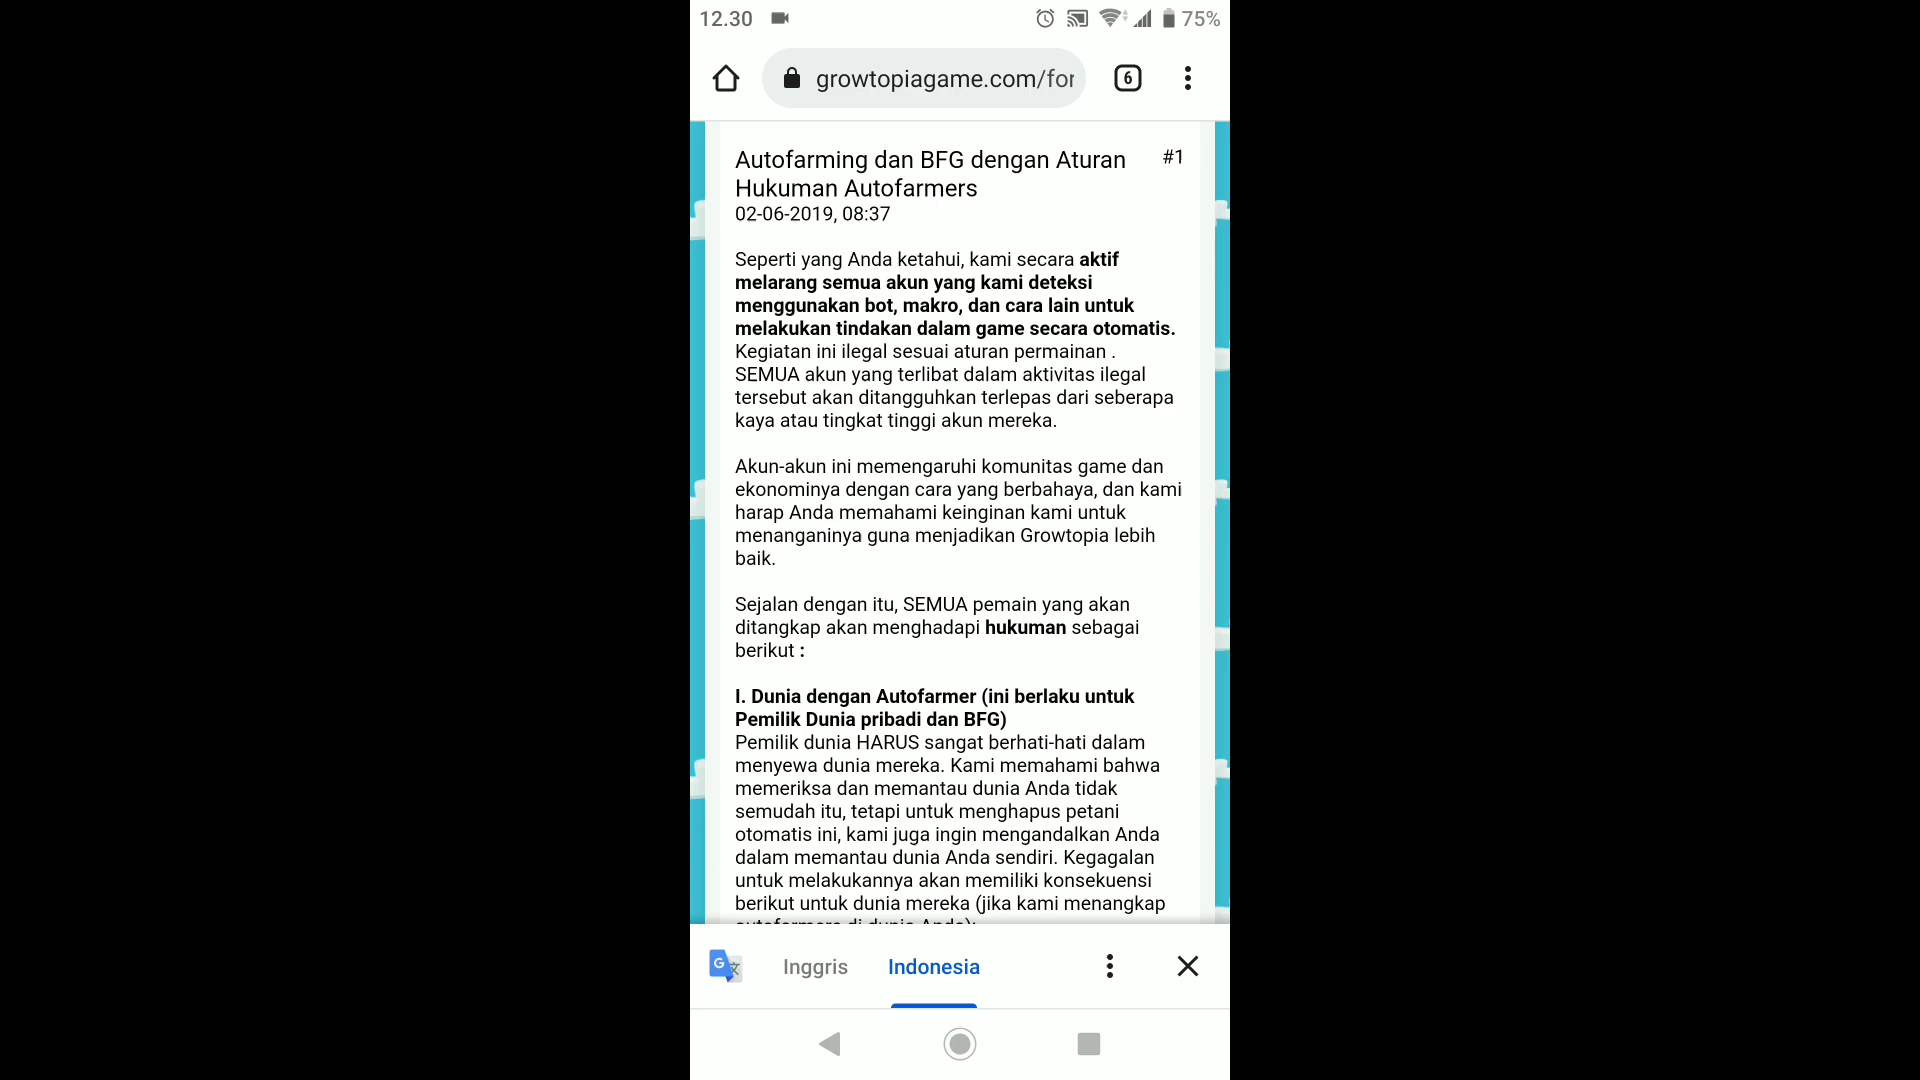 12.30
75%
growtopiagame.com/for
6
Autofarming dan BFG dengan Aturan
#1
Hukuman Autofarmers
02-06-2019, 08:37
Seperti yang Anda ketahui, kami secara aktif
melarang semua akun yang kami deteksi
menggunakan bot, makro, dan cara lain untuk
melakukan tindakan dalam game secara otomatis.
Kegiatan ini ilegal sesuai aturan permainan .
SEMUA akun yang terlibat dalam aktivitas ilegal
tersebut akan ditangguhkan terlepas dari seberapa
kaya atau tingkat tinggi akun mereka.
Akun-akun ini memengaruhi komunitas game dan
ekonominya dengan cara yang berbahaya, dan kami
harap Anda memahami keinginan kami untuk
menanganinya guna menjadikan Growtopia lebih
baik.
Sejalan dengan itu, SEMUA pemain yang akan
ditangkap akan menghadapi hukuman sebagai
berikut :
I. Dunia dengan Autofarmer (ini berlaku untuk
Pemilik Dunia pribadi dan BFG)
Pemilik dunia HARUS sangat berhati-hati dalam
menyewa dunia mereka. Kami memahami bahwa
memeriksa dan memantau dunia Anda tidak
semudah itu, tetapi untuk menghapus petani
otomatis ini, kami juga ingin mengandalkan Anda
dalam memantau dunia Anda sendiri. Kegagalan
untuk melakukannya akan memiliki konsekuensi
berikut untuk dunia mereka (jika kami menangkap
autofarmers di dunia Anda):
G 文
Inggris
Indonesia